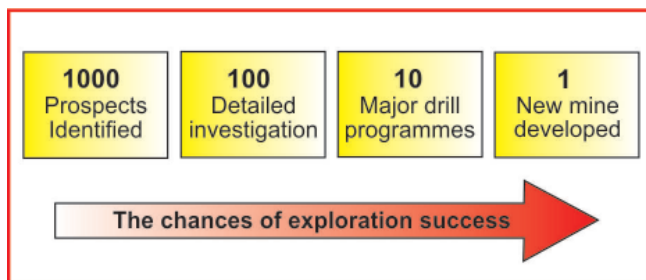 1000
Prospects
Identified
100
Detailed
investigation
10
Major drill
programmes
1
New mine
developed
The chances of exploration success